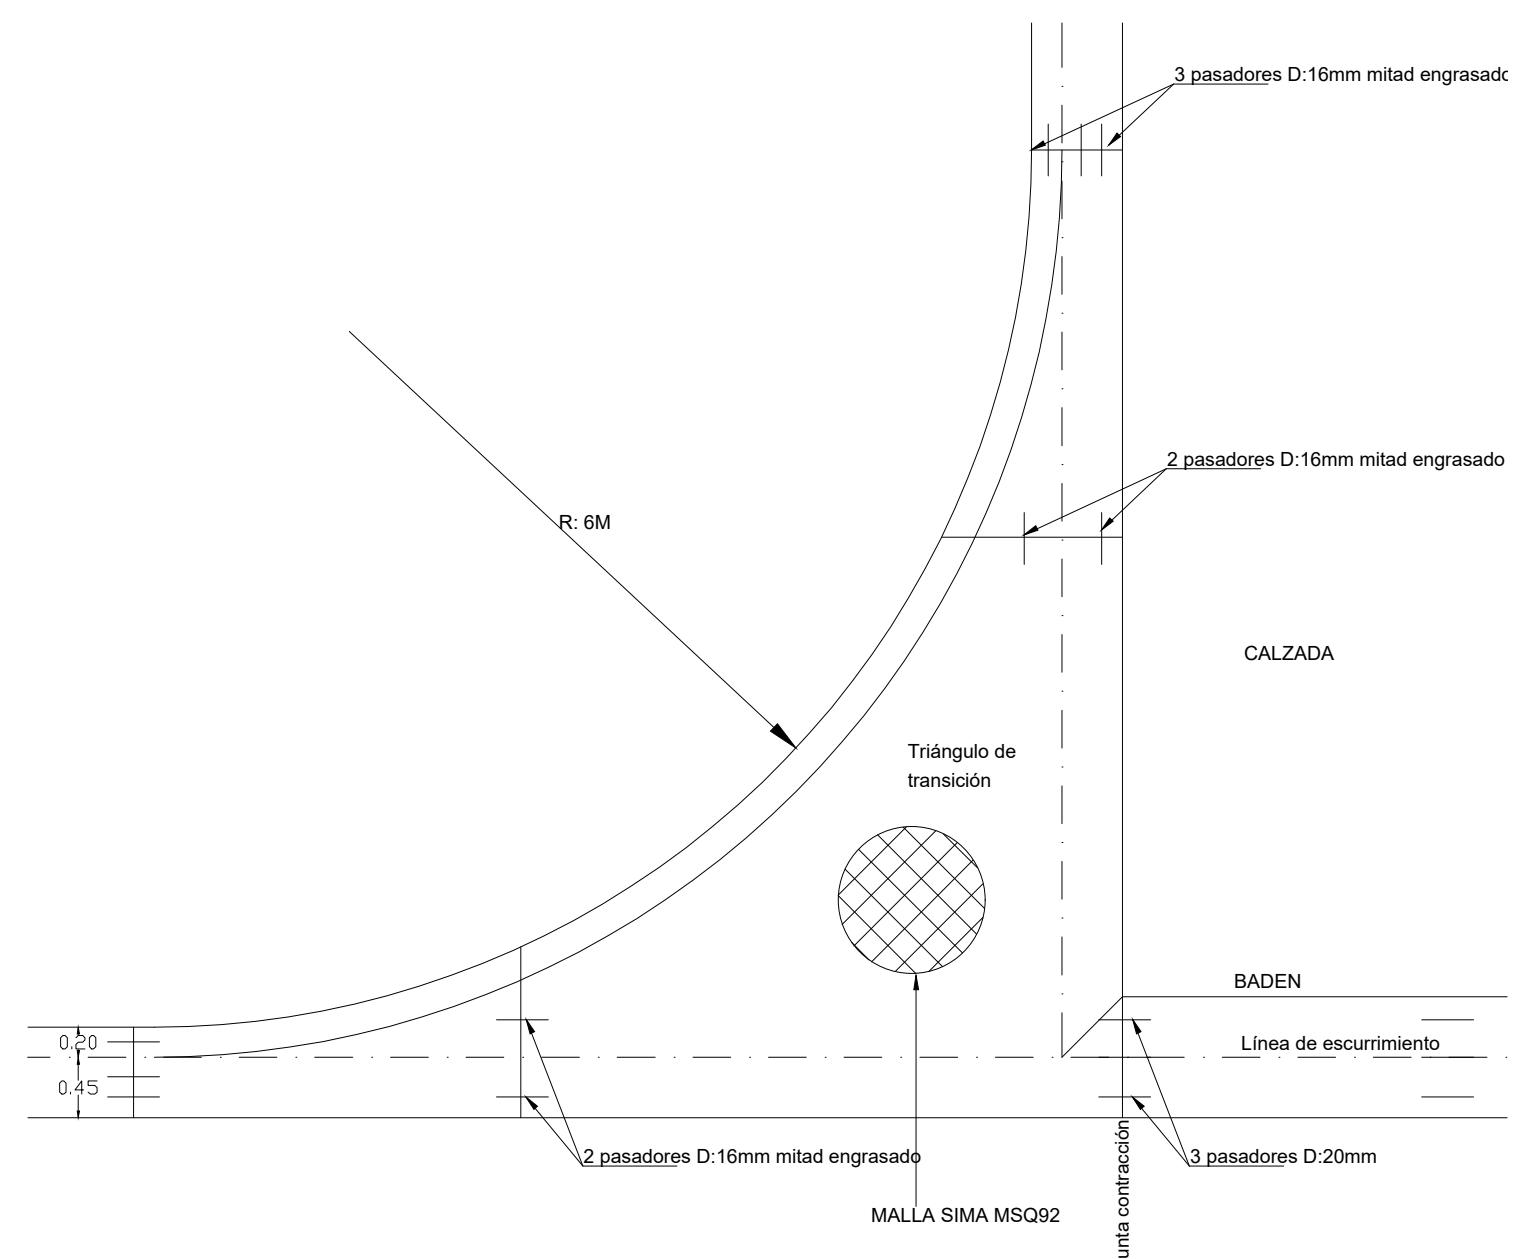 3 pasadores D:16mm mitad engrasado
2 pasadores D:16mm mitad engrasado
R: 6M
CALZADA
Triángulo de
transición
BADEN
0.20
Línea de escurrimiento
0.45
2 pasadores D:16mm mitad engrasado
3 pasadores D:20mm
unta contracción
MALLA SIMA MSQ92